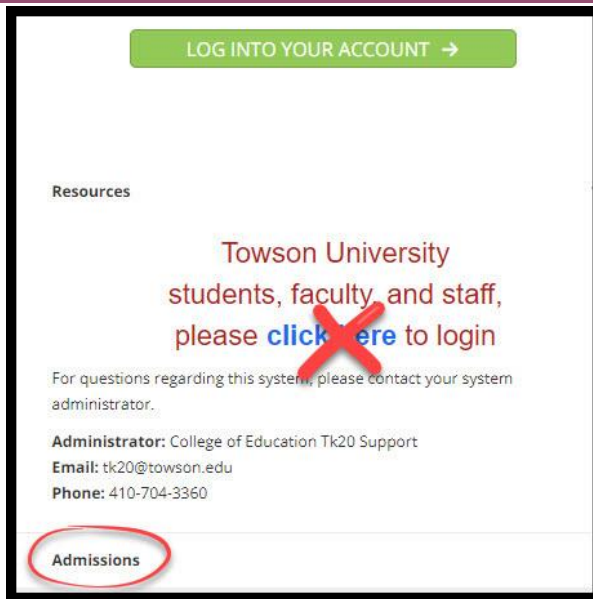 LOG INTO YOUR ACCOUNT →
Resources
Towson University
students, faculty, and staff,
please click here to login
For questions regarding this system, please contact your system
administrator.
Administrator: College of Education Tk20 Support
Email: tk20@towson.edu
Phone: 410-704-3360
Admissions